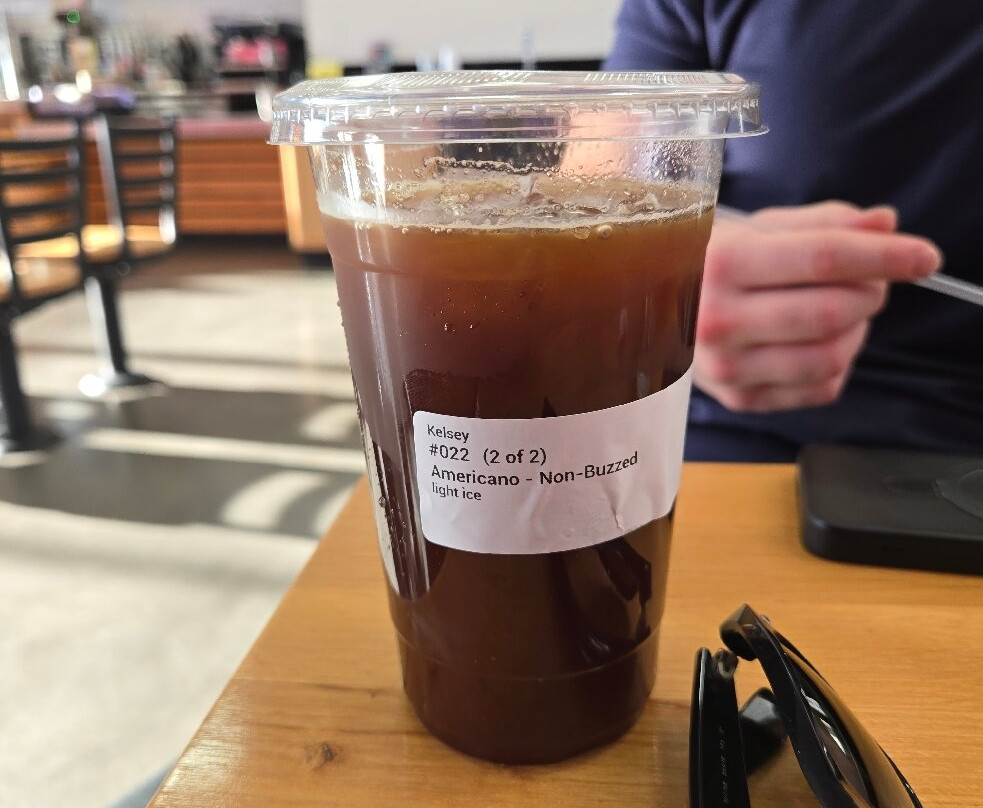 Kelsey
#022 (2 of 2)
Americano - Non-Buzzed
light ice